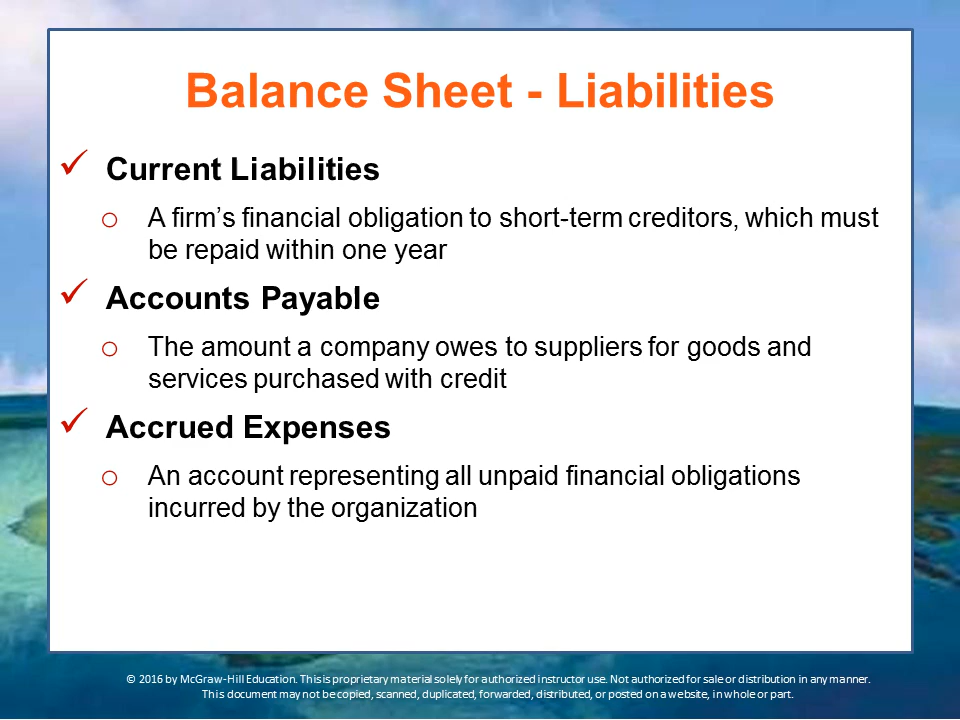 Balance Sheet - Liabilities
✓ Current Liabilities
o A firm’s financial obligation to short-term creditors, which must
be repaid within one year
✓ Accounts Payable
o The amount a company owes to suppliers for goods and
services purchased with credit
✓ Accrued Expenses
o An account representing all unpaid financial obligations
incurred by the organization
© 2016 by McGraw-Hill Education. This is proprietary material solely for authorized instructor use. Not authorized for sale or distribution in any manner.
This document may not be copied, scanned, duplicated, forwarded, distributed, or posted on a website, in whole or part.